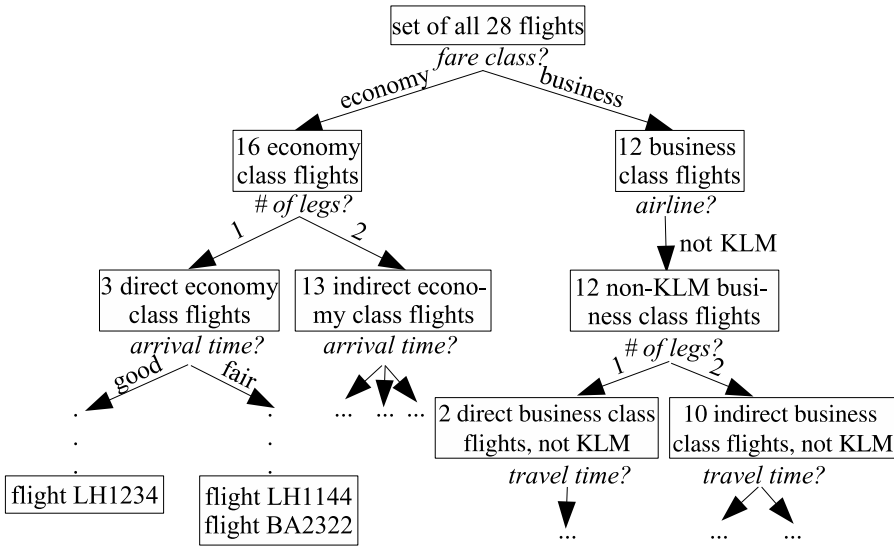 set of all 28 flights
fare class?
economy
business
16 economy
class flights
12 business
class flights
# of legs?
airline?
1
2
not KLM
3 direct economy
class flights
13 indirect econo-
my class flights
12 non-KLM busi-
ness class flights
arrival time?
arrival time?
# of legs?
good
fair
1
2
...
...
...
2 direct business class
flights, not KLM
10 indirect business
class flights, not KLM
travel time?
travel time?
.
.
.
.
.
.
flight LH1234
flight LH1144
flight BA2322
...
...
...